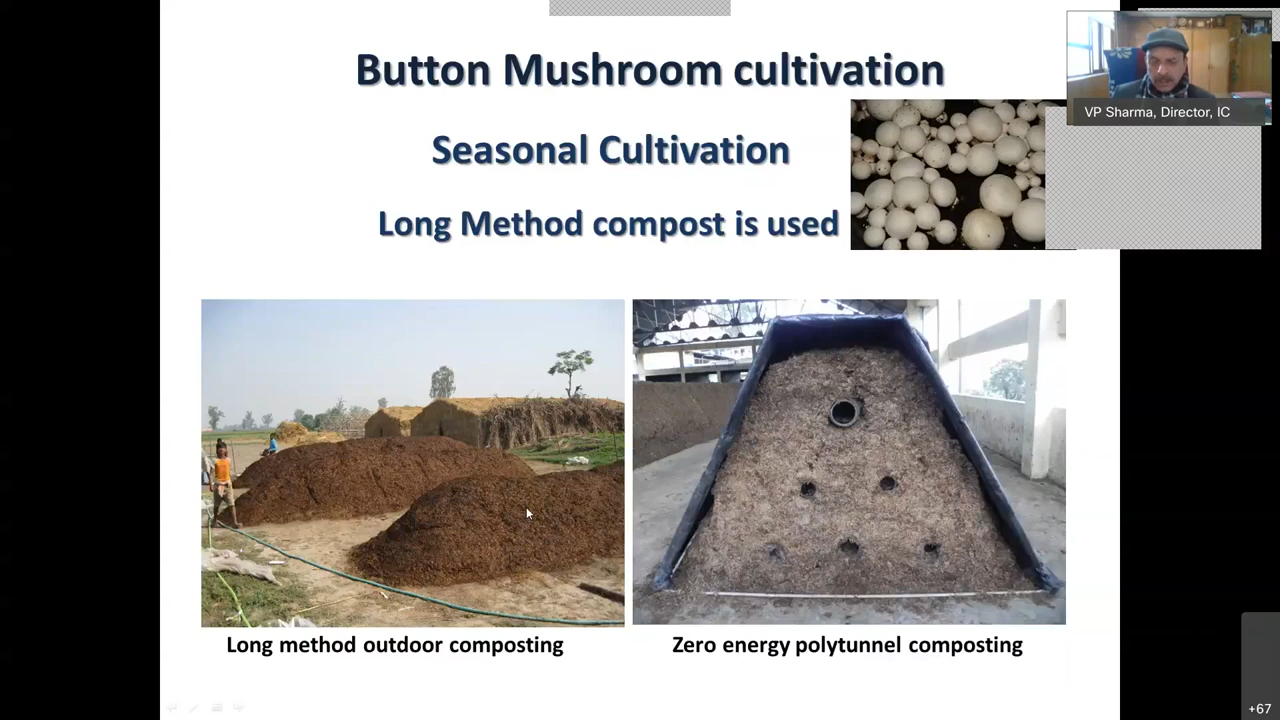 Button Mushroom cultivation
VP Sharma, Director, IC
Seasonal Cultivation
Long Method compost is used
Long method outdoor composting
Zero energy polytunnel composting
+67